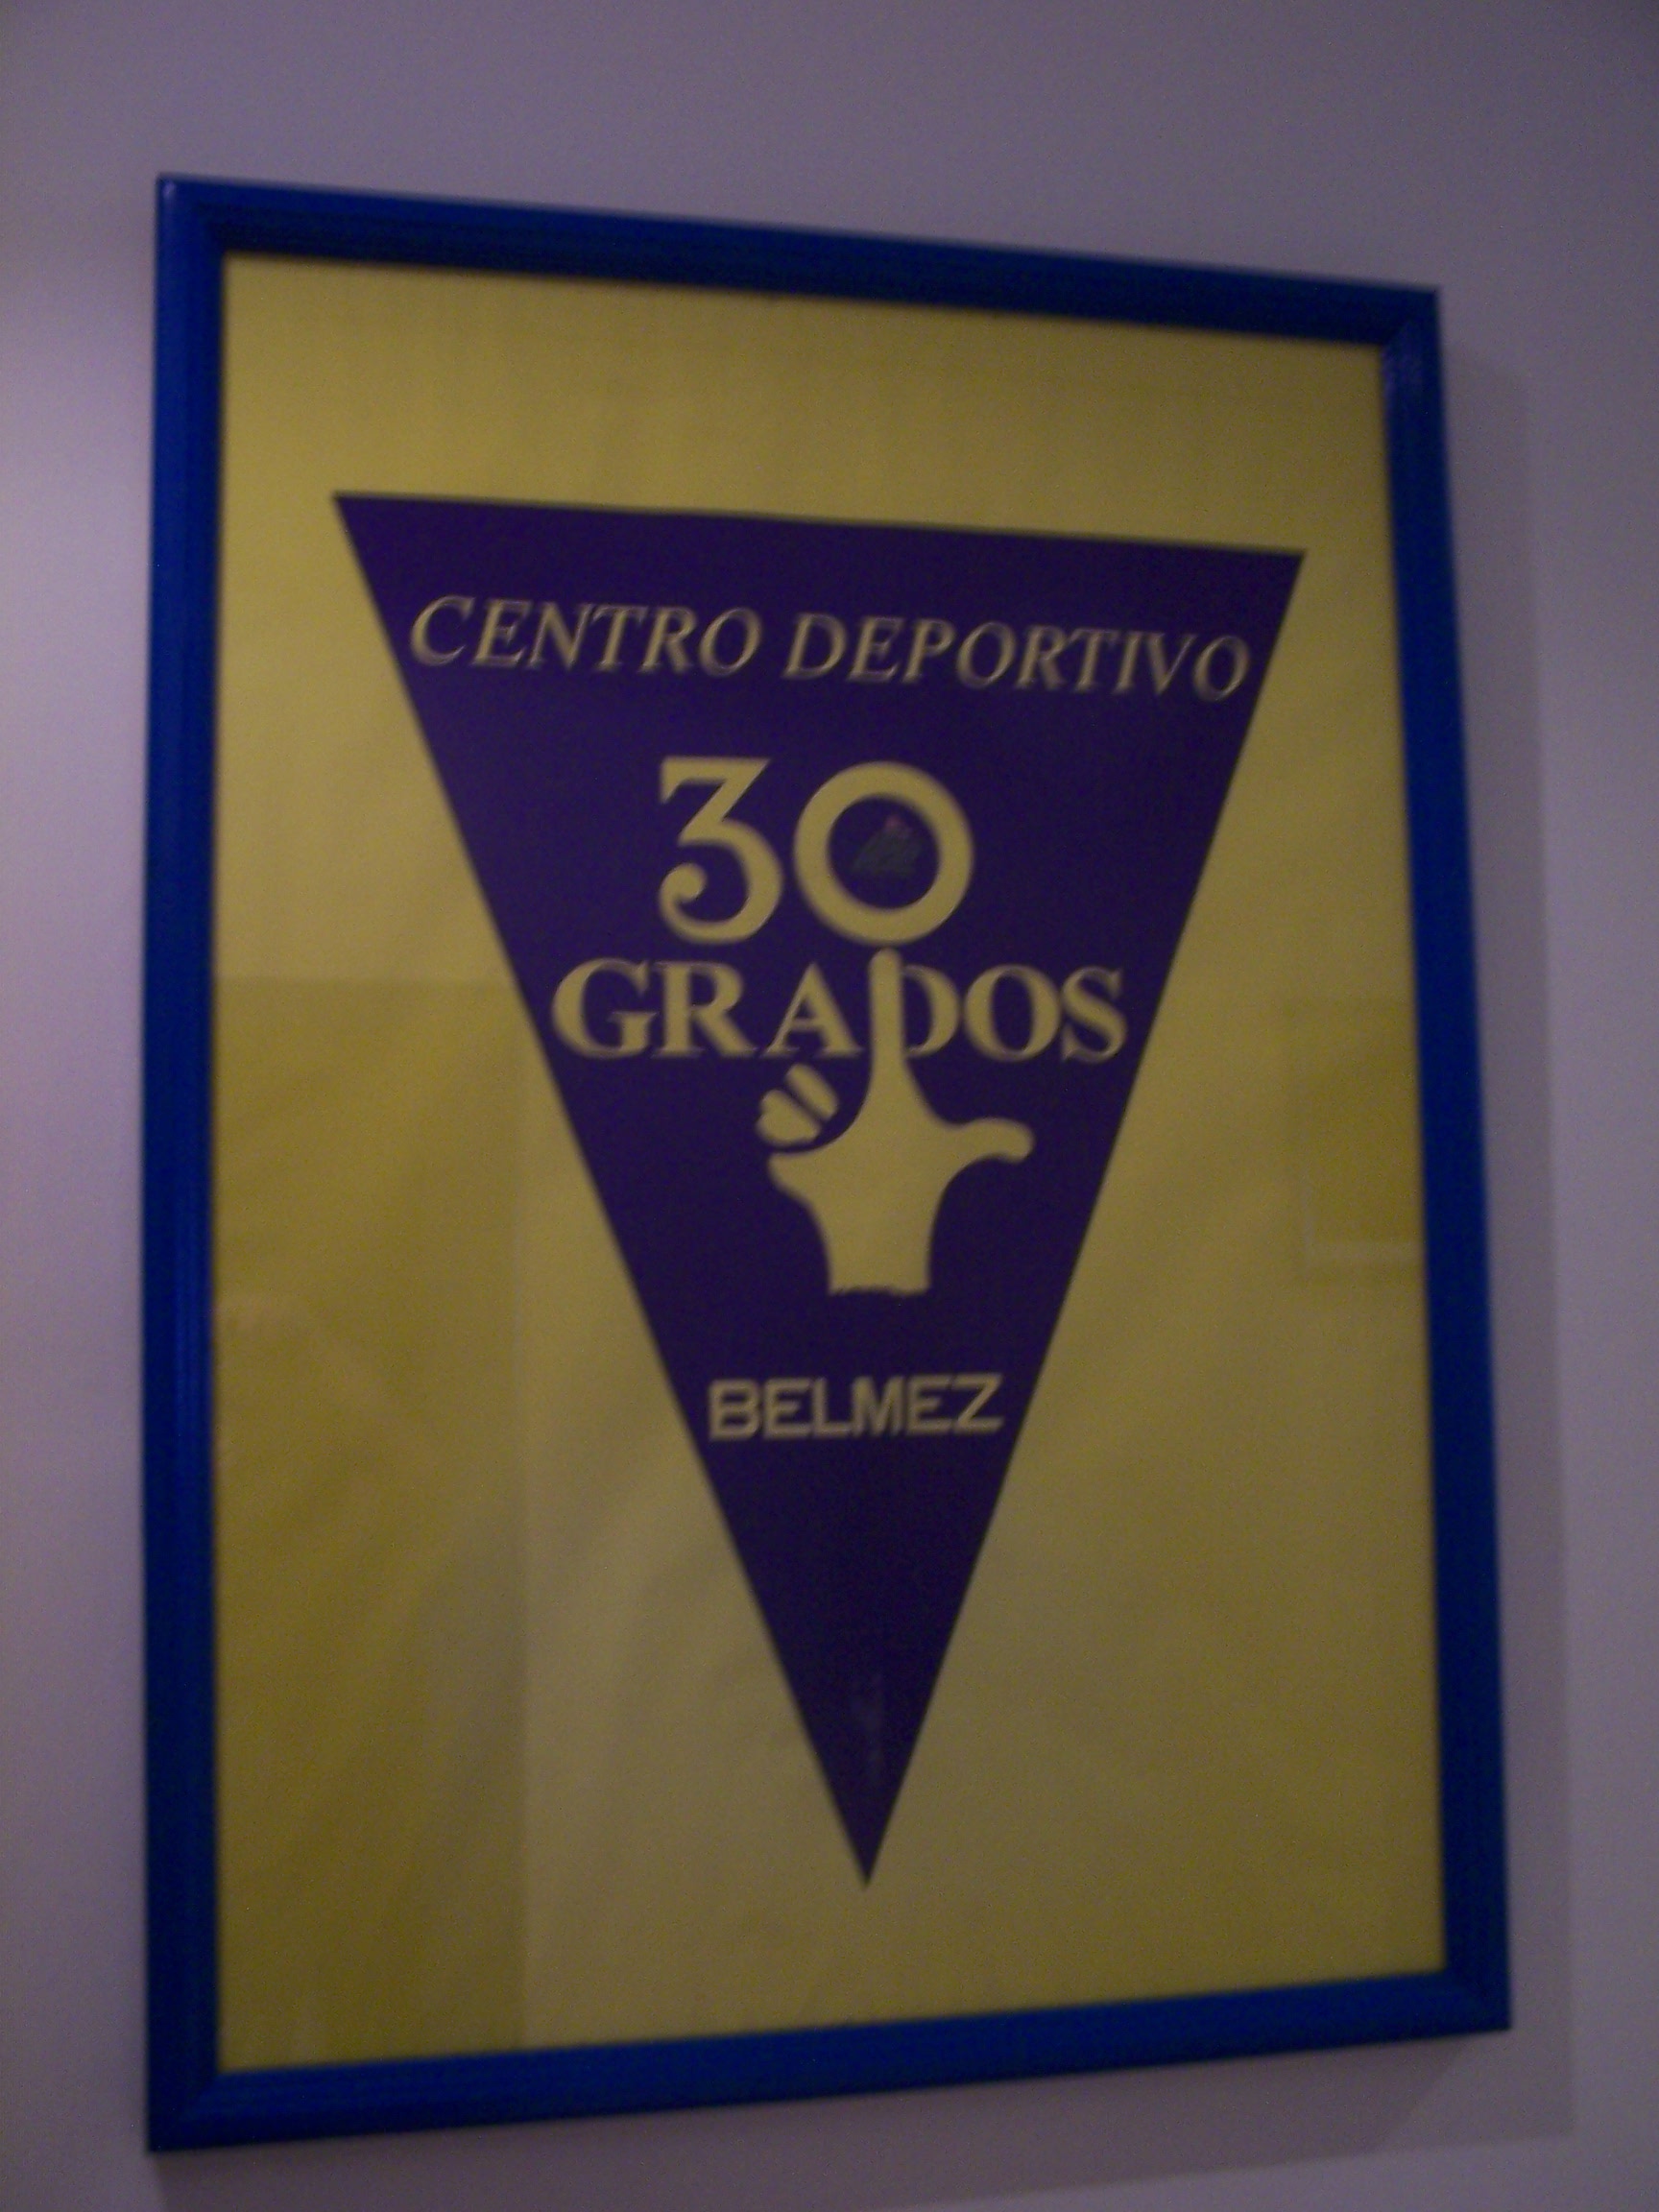 CENTRO DEPORTIVO
30
GRADOS
BELMEZ